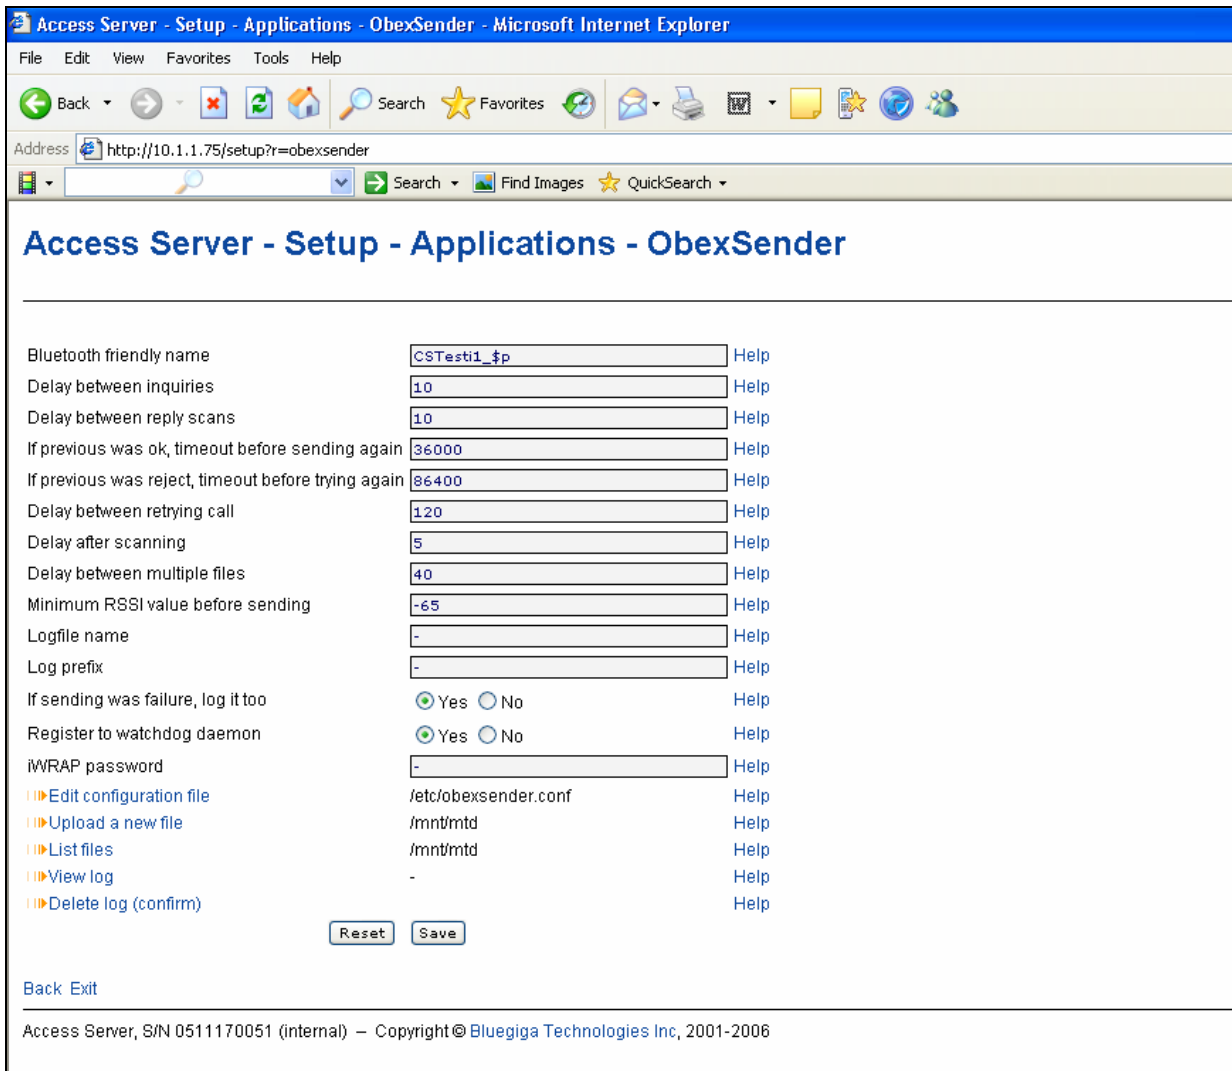 Access Server - Setup - Applications - ObexSender - Microsoft Internet Explorer
File Edit View Favorites Tools Help
Back Search Favorites
Address http://10.1.1.75/setup?r=obexsender
Search Find Images QuickSearch
Access Server - Setup - Applications - ObexSender
Bluetooth friendly name CSTesti1_$p Help
Delay between inquiries 10 Help
Delay between reply scans 10 Help
If previous was ok, timeout before sending again 36000 Help
If previous was reject, timeout before trying again 86400 Help
Delay between retrying call 120 Help
Delay after scanning 5 Help
Delay between multiple files 40 Help
Minimum RSSI value before sending -65 Help
Logfile name - Help
Log prefix - Help
If sending was failure, log it too Yes No Help
Register to watchdog daemon Yes No Help
iWRAP password - Help
Edit configuration file /etc/obexsender.conf Help
Upload a new file /mnt/mtd Help
List files /mnt/mtd Help
View log - Help
Delete log (confirm) Help
Reset Save
Back Exit
Access Server, S/N 0511170051 (internal) – Copyright © Bluegiga Technologies Inc, 2001-2006